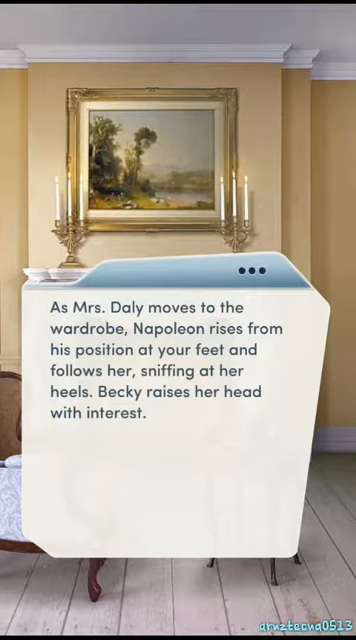 As Mrs. Daly moves to the
wardrobe, Napoleon rises from
his position at your feet and
follows her, sniffing at her
heels. Becky raises her head
with interest.
arnztecnq0513